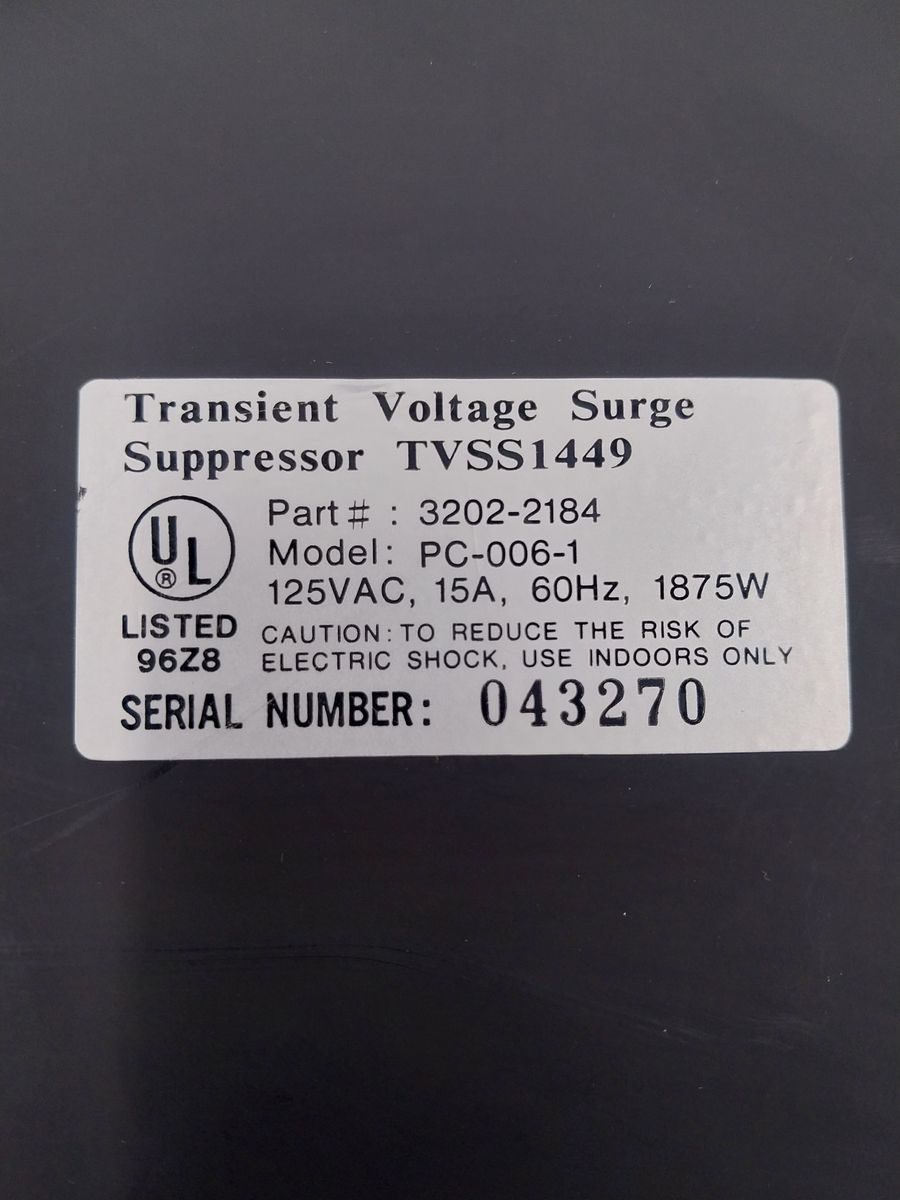 Transient Voltage Surge
Suppressor TVSS1449
UL
®
LISTED
96Z8
Part # : 3202-2184
Model: PC-006-1
125VAC, 15A, 60Hz, 1875W
CAUTION: TO REDUCE THE RISK OF
ELECTRIC SHOCK, USE INDOORS ONLY
SERIAL NUMBER: 043270